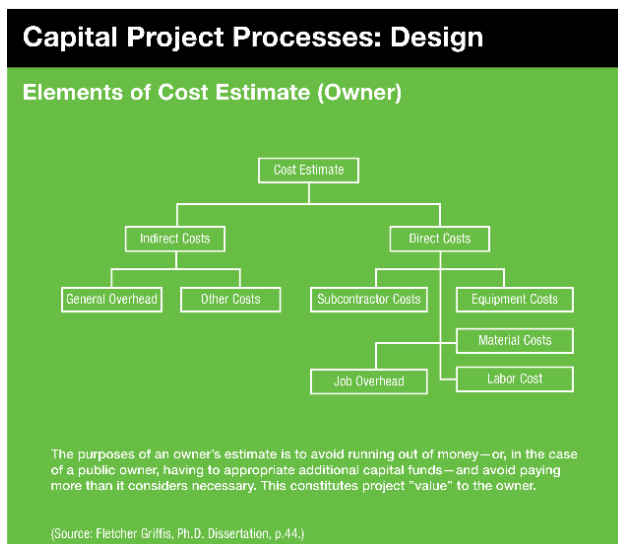 Capital Project Processes: Design
Elements of Cost Estimate (Owner)
Cost Estimate
Indirect Costs
Direct Costs
General Overhead
Other Costs
Subcontractor Costs
Equipment Costs
Material Costs
Job Overhead
Labor Cost
The purposes of an owner's estimate is to avoid running out of money—or, in the case
of a public owner, having to appropriate additional capital funds—and avoid paying
more than it considers necessary. This constitutes project "value" to the owner.
(Source: Fletcher Griffis, Ph.D. Dissertation, p.44.)